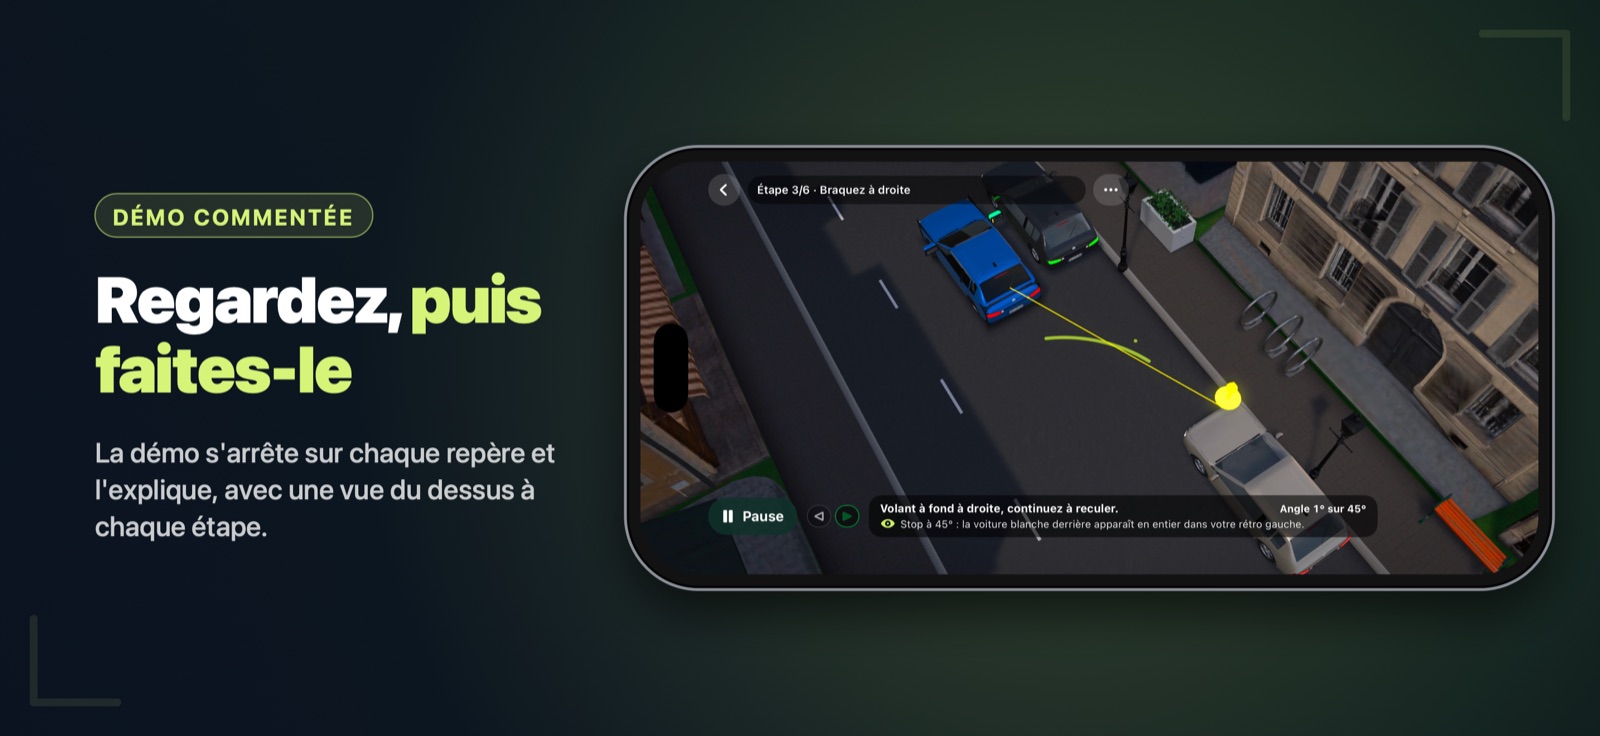 DÉMO COMMENTÉE
Regardez, puis
faites-le
La démo s'arrête sur chaque repère et
l'explique, avec une vue du dessus à
chaque étape.
Étape 3/6 · Braquez à droite
Pause
Volant à fond à droite, continuez à reculer.
Angle 1° sur 45°
Stop à 45° : la voiture blanche derrière apparaît en entier dans votre rétro gauche.